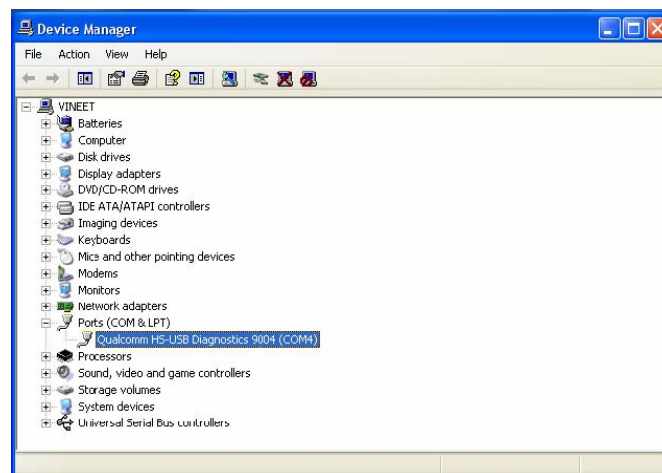 Device Manager
File Action View Help
VINEET
Batteries
Computer
Disk drives
Display adapters
DVD/CD-ROM drives
IDE ATA/ATAPI controllers
Imaging devices
Keyboards
Mice and other pointing devices
Modems
Monitors
Network adapters
Ports (COM & LPT)
Qualcomm HS-USB Diagnostics 9004 (COM4)
Processors
Sound, video and game controllers
Storage volumes
System devices
Universal Serial Bus controllers